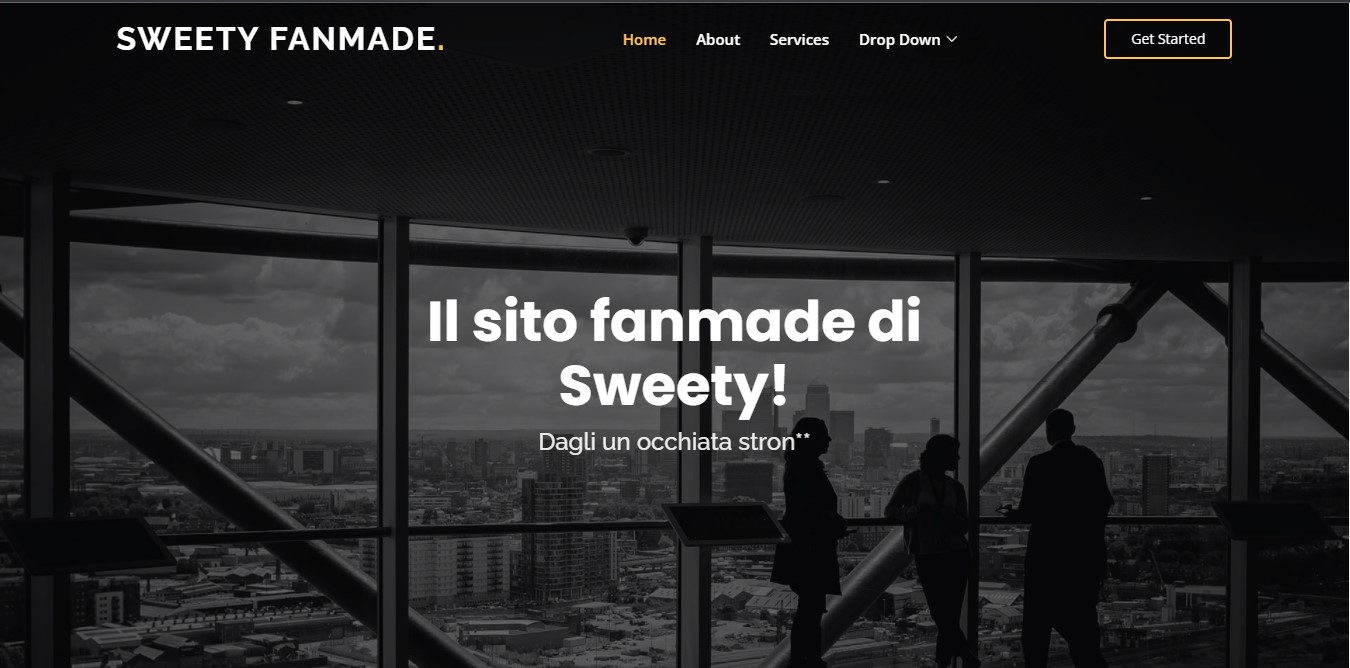 SWEETY FANMADE.
Home About Services Drop Down
Get Started
Il sito fanmade di
Sweety!
Dagli un occhiata stron**